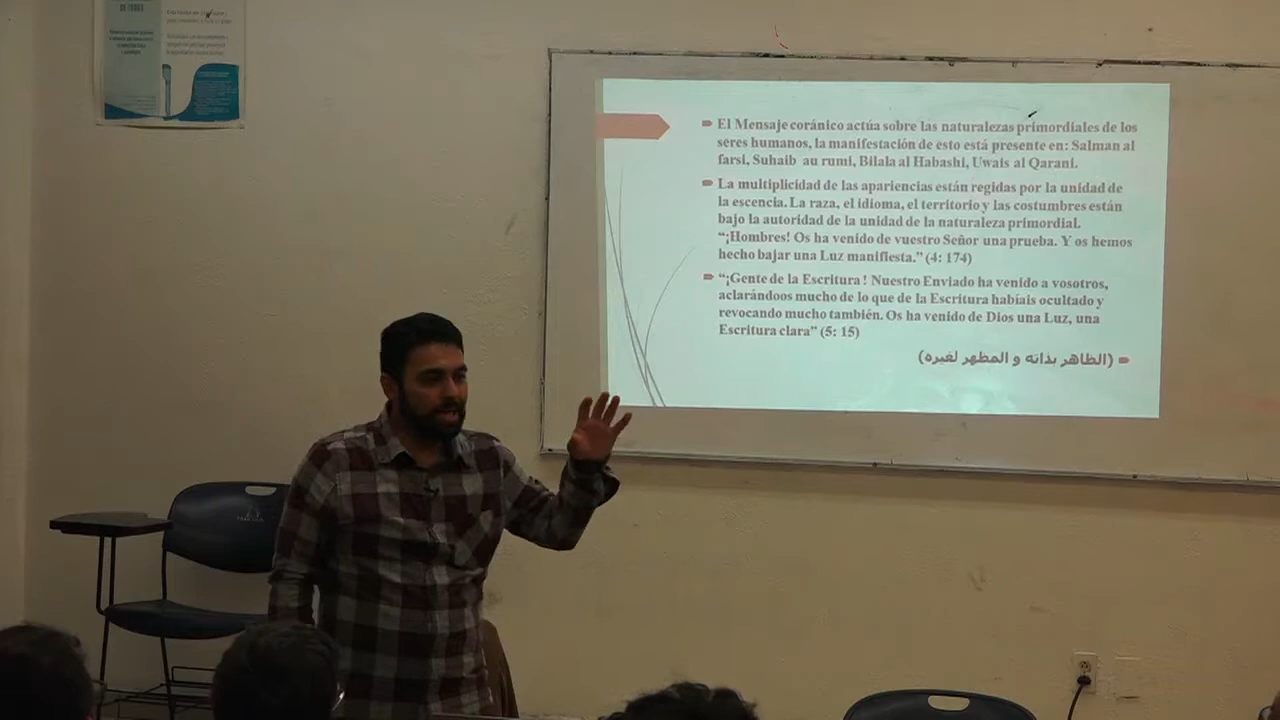 El Mensaje coránico actúa sobre las naturalezas primordiales de los
seres humanos, la manifestación de esto está presente en: Salman al
farsi, Suhaib au rumi, Bilala al Habashi, Uwais al Qarani.
La multiplicidad de las apariencias están regidas por la unidad de
la escencia. La raza, el idioma, el territorio y las costumbres están
bajo la autoridad de la unidad de la naturaleza primordial.
“¡Hombres! Os ha venido de vuestro Señor una prueba. Y os hemos
hecho bajar una Luz manifiesta.” (4: 174)
“¡Gente de la Escritura! Nuestro Enviado ha venido a vosotros,
aclarándoos mucho de lo que de la Escritura habíais ocultado y
revocando mucho también. Os ha venido de Dios una Luz, una
Escritura clara” (5: 15)
(الظاهر بذاته و المظهر لغيره)